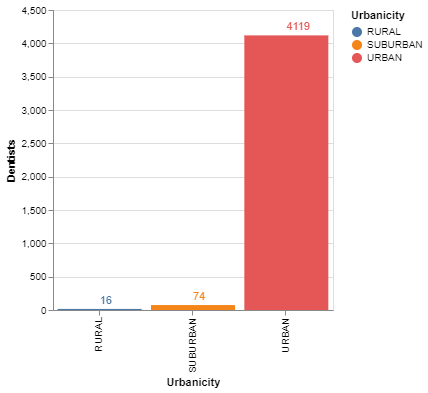 4,500
4,000
3,500
3,000
2,500
2,000
1,500
1,000
500
0
Dentists
16
74
4119
RURAL
SUBURBAN
URBAN
Urbanicity
Urbanicity
RURAL
SUBURBAN
URBAN